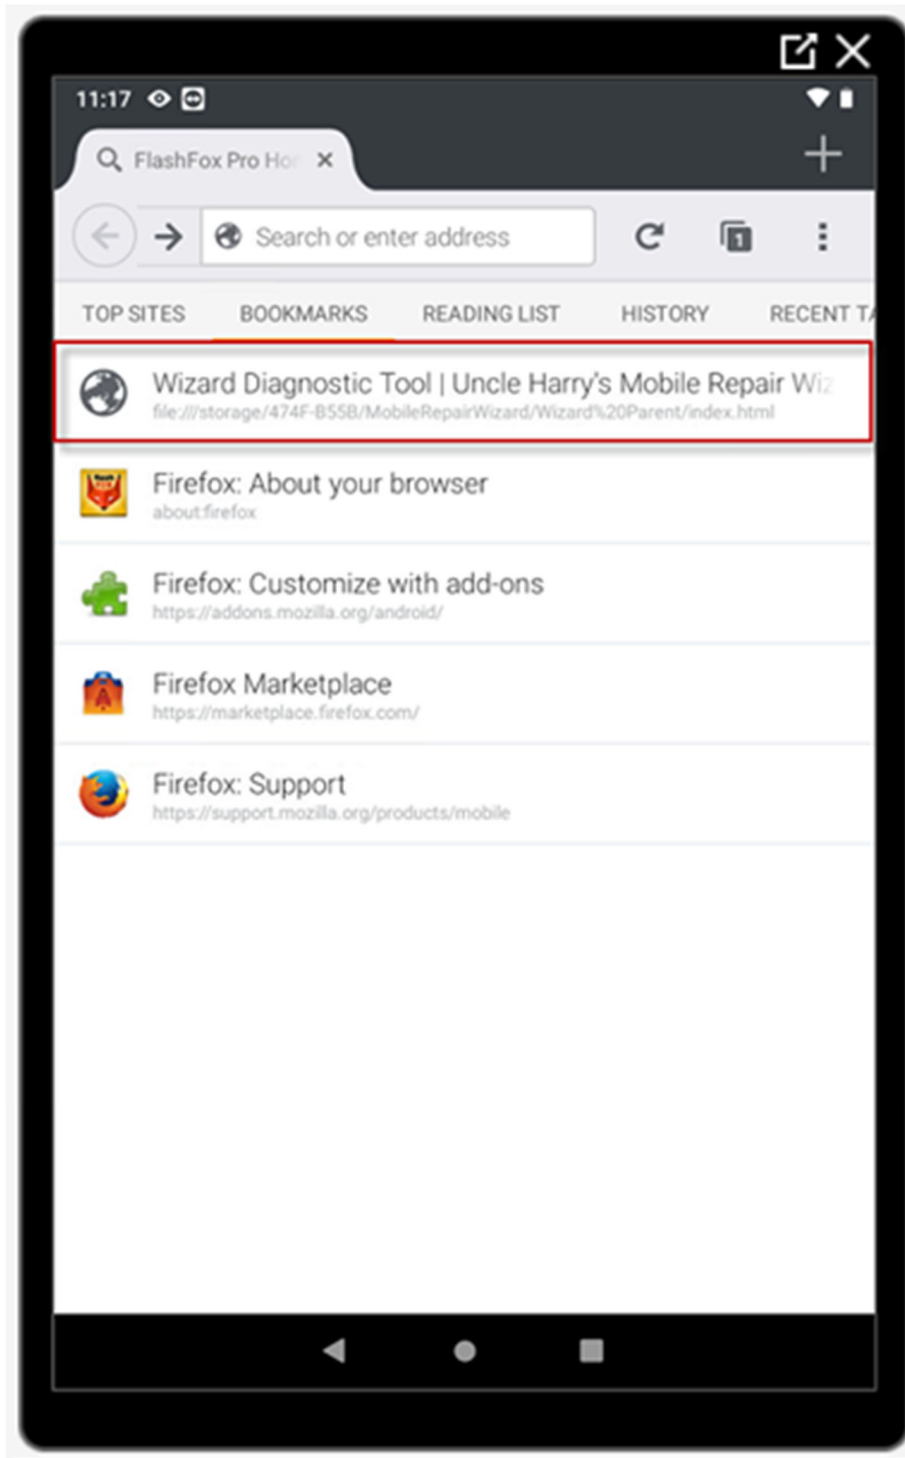 11:17
FlashFox Pro Hor
Search or enter address
1
TOP SITES BOOKMARKS READING LIST HISTORY RECENT TA
Wizard Diagnostic Tool | Uncle Harry's Mobile Repair Wiz
file:///storage/474F-B55B/MobileRepairWizard/Wizard%20Parent/index.html
Firefox: About your browser
about:firefox
Firefox: Customize with add-ons
https://addons.mozilla.org/android/
Firefox Marketplace
https://marketplace.firefox.com/
Firefox: Support
https://support.mozilla.org/products/mobile